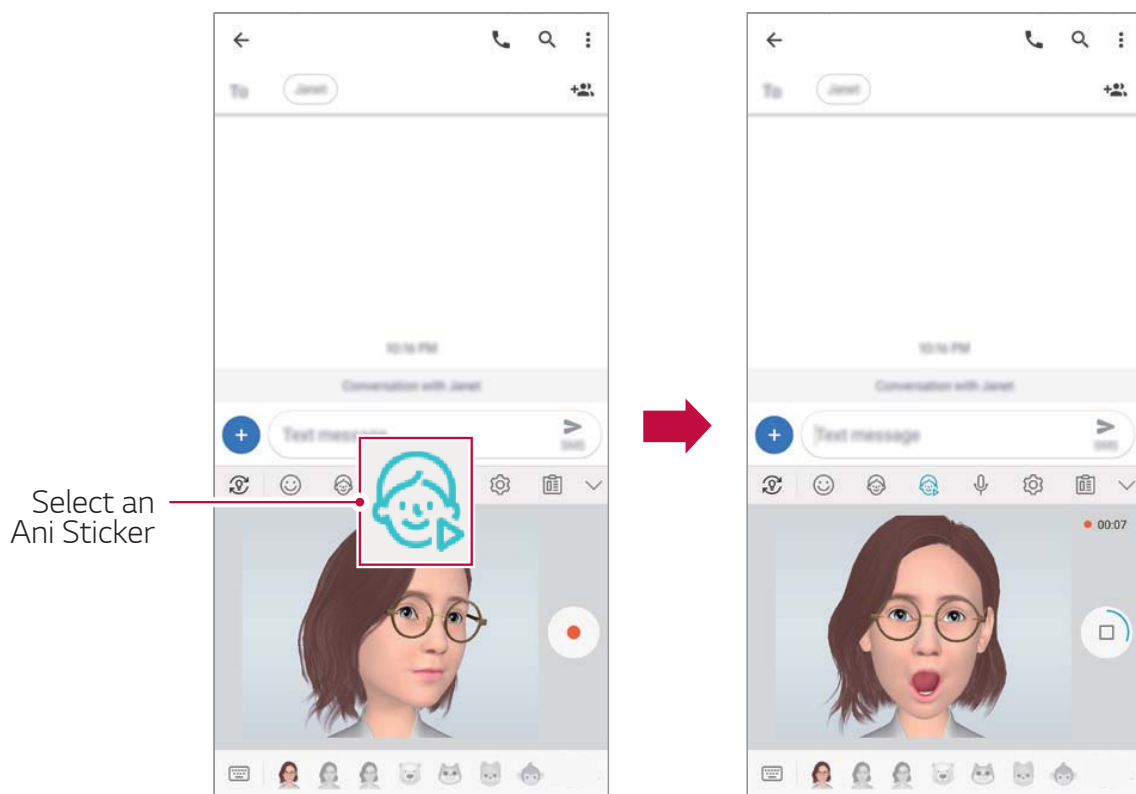 To
Janet
10:16 PM
Conversation with Janet
Text message
SMS
Select an
Ani Sticker
To
Janet
10:16 PM
Conversation with Janet
Text message
SMS
00:07